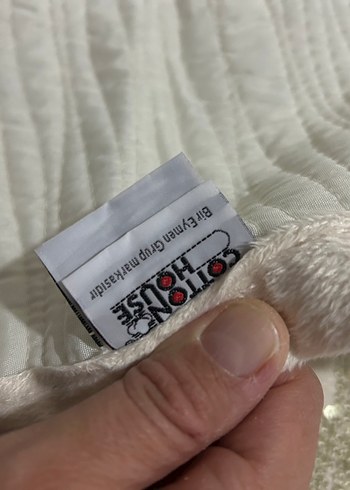 COTTON
HOUSE
Bir Eymen Grup markasıdır